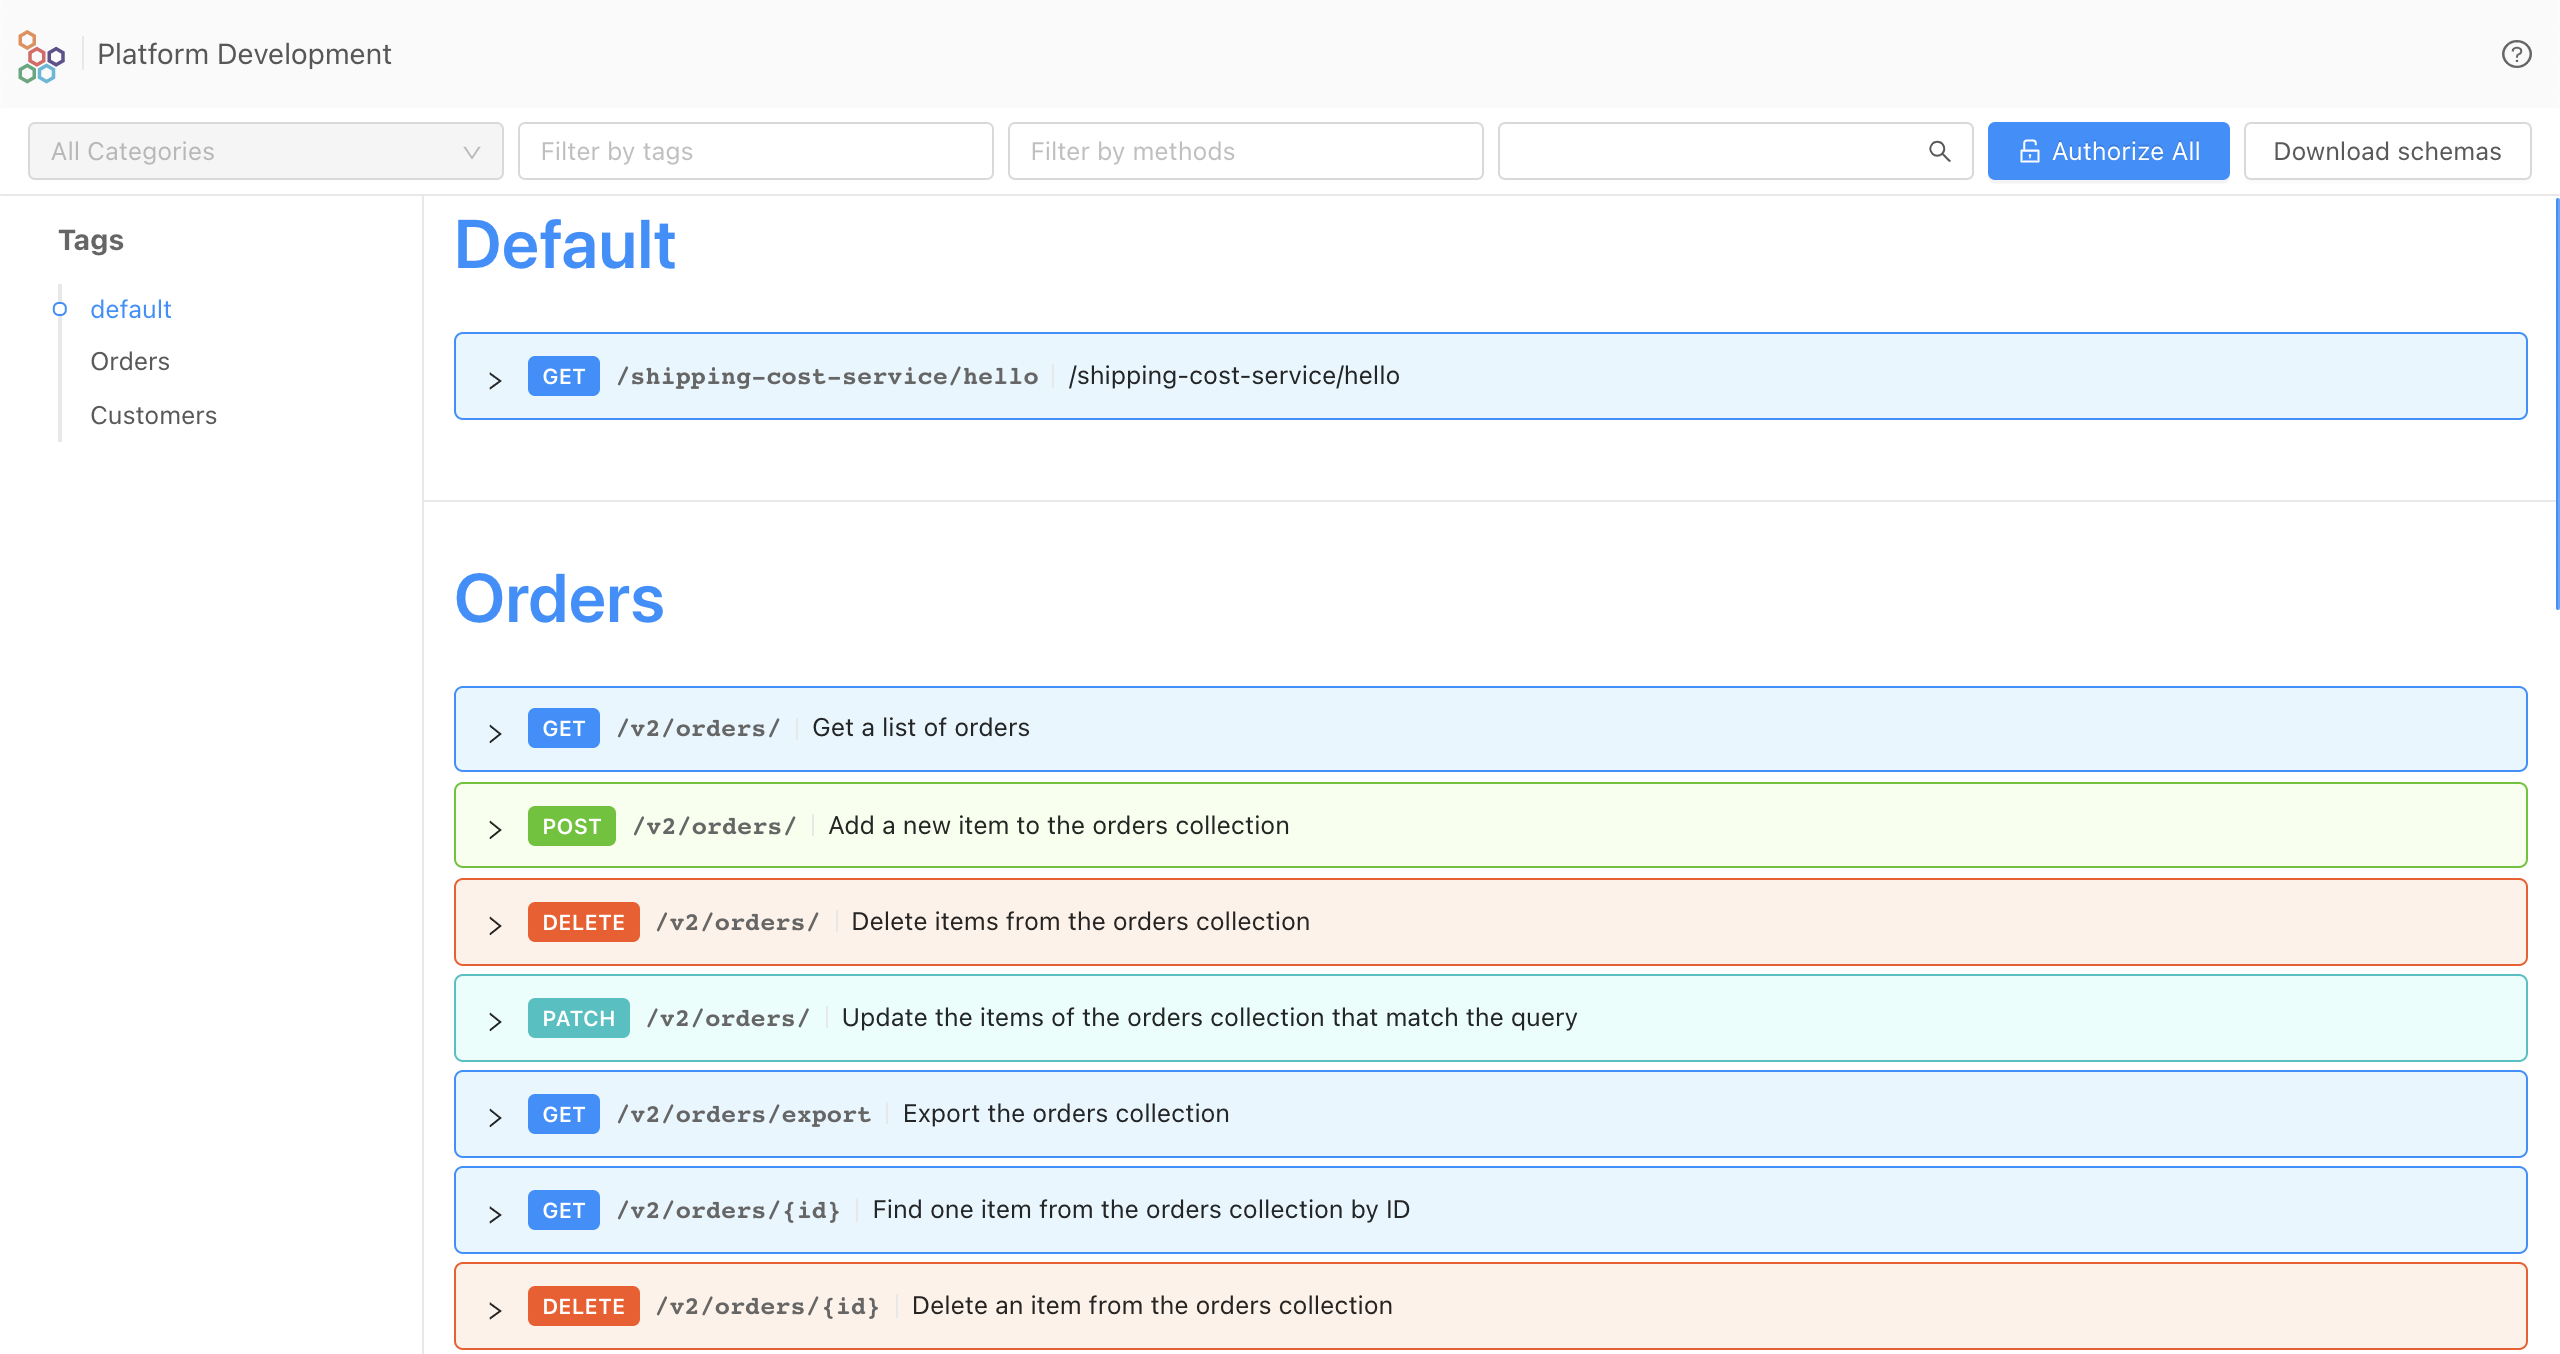 Platform Development
All Categories
Filter by tags
Filter by methods
Authorize All
Download schemas
Tags
default
Orders
Customers
Default
GET /shipping-cost-service/hello /shipping-cost-service/hello
Orders
GET /v2/orders/ Get a list of orders
POST /v2/orders/ Add a new item to the orders collection
DELETE /v2/orders/ Delete items from the orders collection
PATCH /v2/orders/ Update the items of the orders collection that match the query
GET /v2/orders/export Export the orders collection
GET /v2/orders/{id} Find one item from the orders collection by ID
DELETE /v2/orders/{id} Delete an item from the orders collection